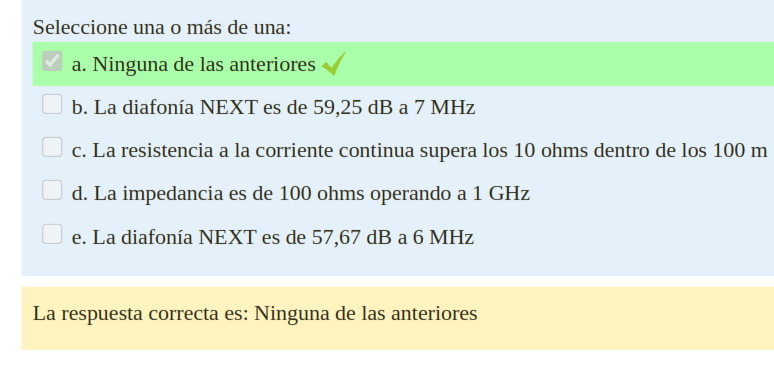 Seleccione una o más de una:
a. Ninguna de las anteriores
b. La diafonía NEXT es de 59,25 dB a 7 MHz
c. La resistencia a la corriente continua supera los 10 ohms dentro de los 100 m
d. La impedancia es de 100 ohms operando a 1 GHz
e. La diafonía NEXT es de 57,67 dB a 6 MHz
La respuesta correcta es: Ninguna de las anteriores